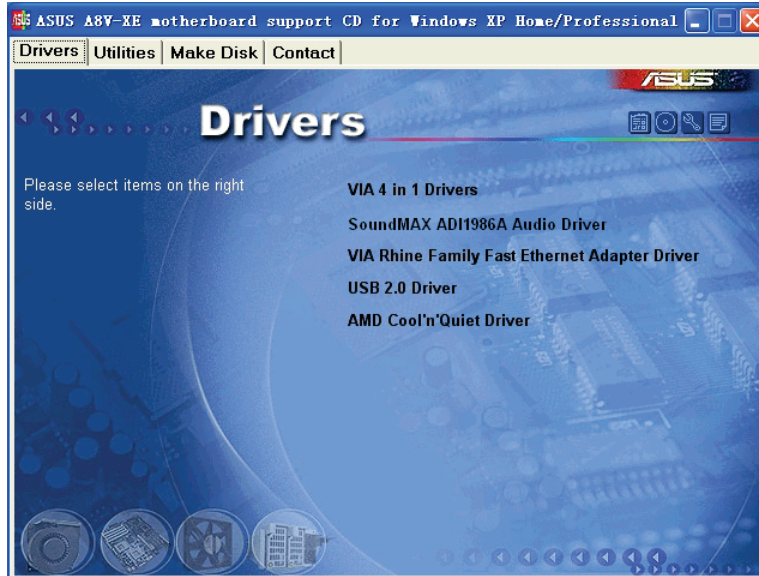 ASUS A8V-XE motherboard support CD for Windows XP Home/Professional
Drivers Utilities Make Disk Contact
ASUS
Drivers
Please select items on the right
side.
VIA 4 in 1 Drivers
SoundMAX ADI1986A Audio Driver
VIA Rhine Family Fast Ethernet Adapter Driver
USB 2.0 Driver
AMD Cool'n'Quiet Driver